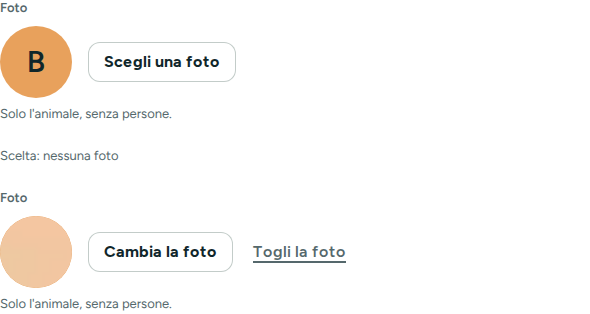 Foto
B
Scegli una foto
Solo l'animale, senza persone.
Scelta: nessuna foto
Foto
Cambia la foto
Togli la foto
Solo l'animale, senza persone.